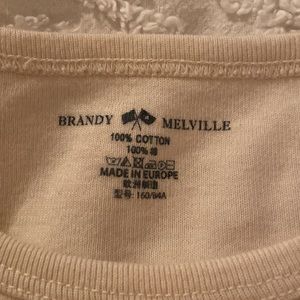 BRANDY MELVILLE
100% COTTON
100% 棉
MADE IN EUROPE
欧洲制造
型号: 160/84A